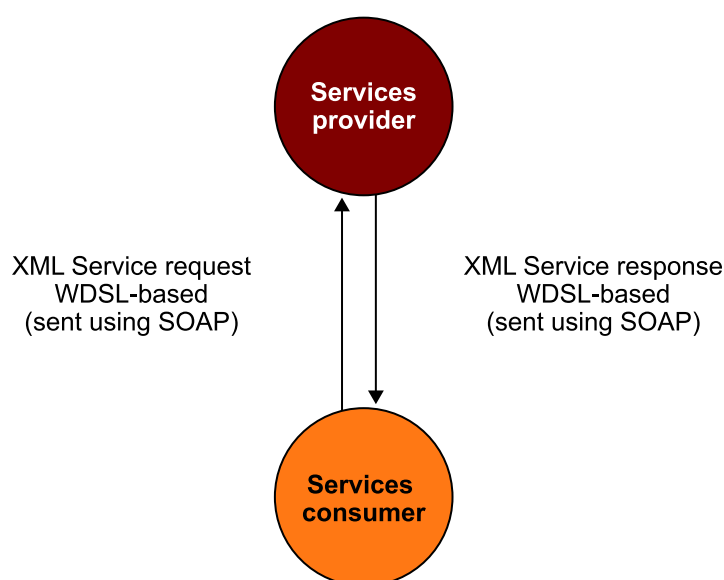 Services
provider
XML Service request
WDSL-based
(sent using SOAP)
XML Service response
WDSL-based
(sent using SOAP)
Services
consumer